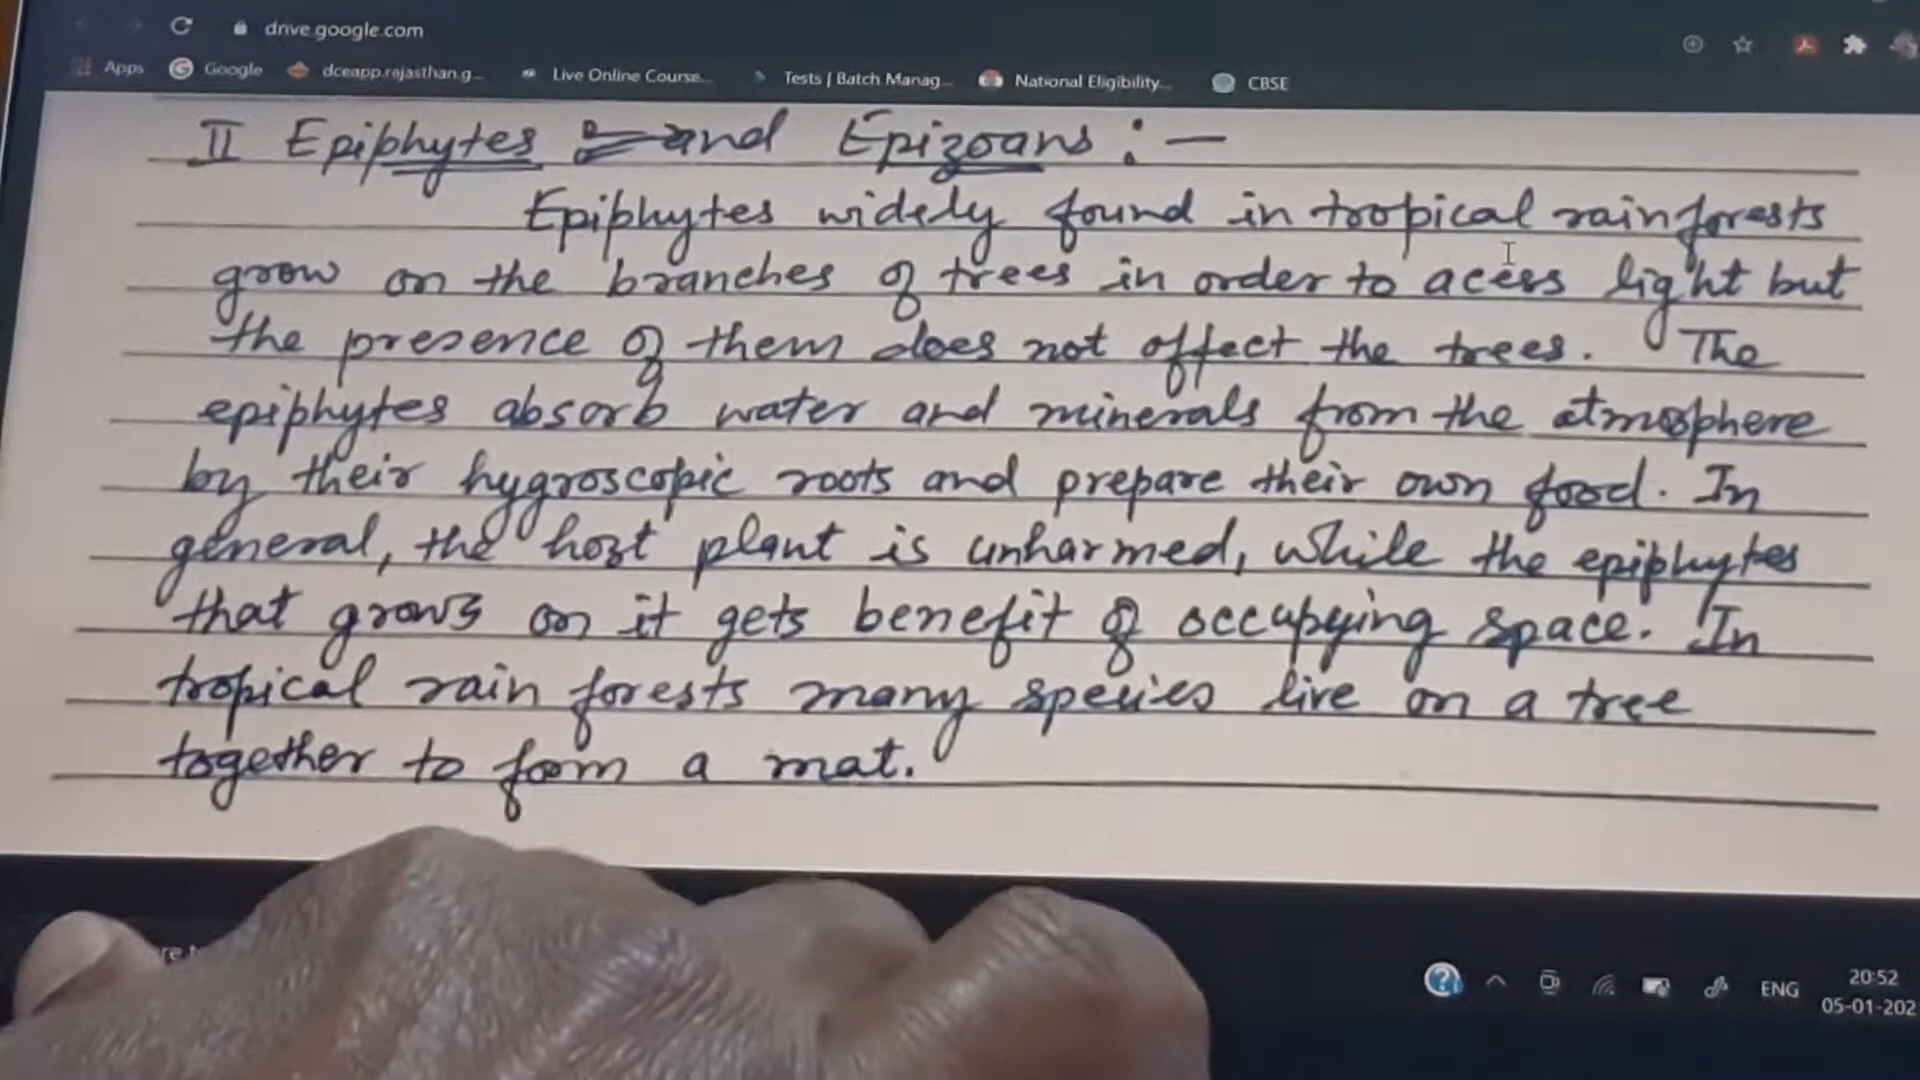 drive.google.com
Apps Google dceapp.rajasthan.g... Live Online Course... Tests | Batch Manag... National Eligibility... CBSE
II Epiphytes and Epizoans :-
Epiphytes widely found in tropical rainforests
grow on the branches of trees in order to acess light but
the presence of them does not affect the trees. The
epiphytes absorb water and minerals from the atmosphere
by their hygroscopic roots and prepare their own food. In
general, the host plant is unharmed, while the epiphytes
that grows on it gets benefit of occupying space. In
tropical rain forests many species live on a tree
together to form a mat.
ENG 20:52
05-01-202